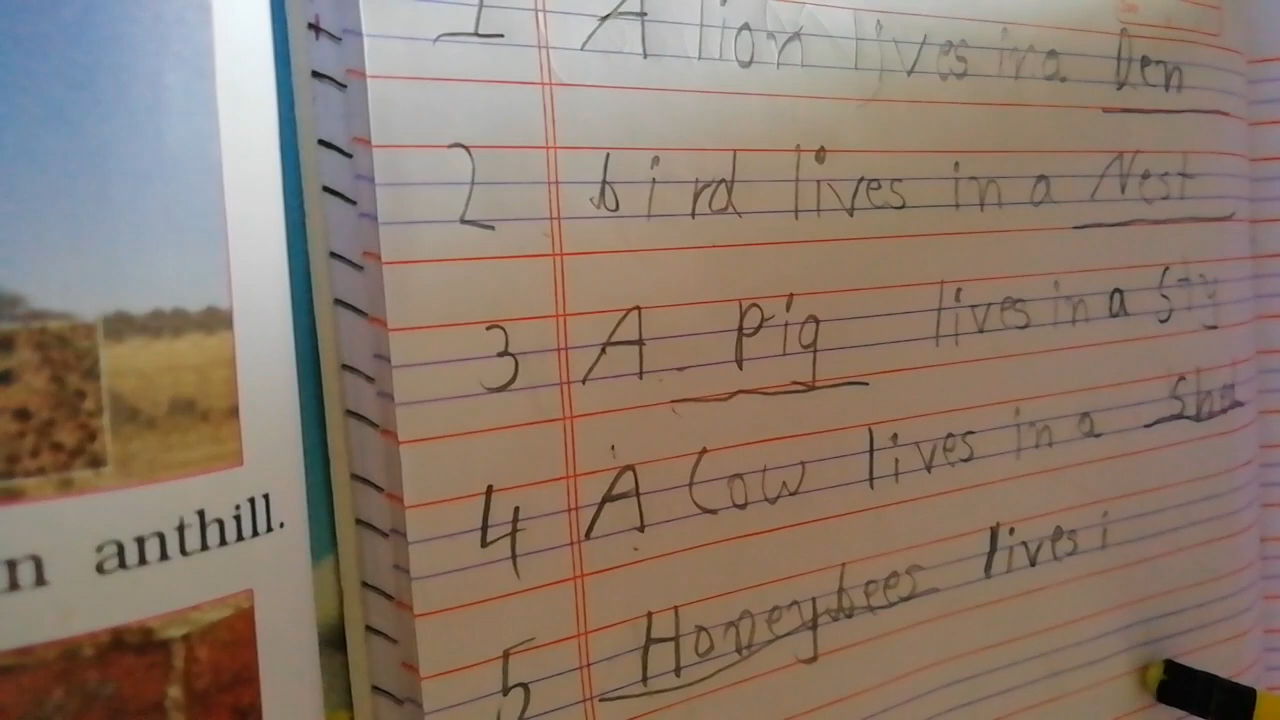 1 A lion lives in a Den
2 bird lives in a Nest
3 A Pig lives in a Sty
4 A Cow lives in a
n anthill.
5 Honeybees lives i